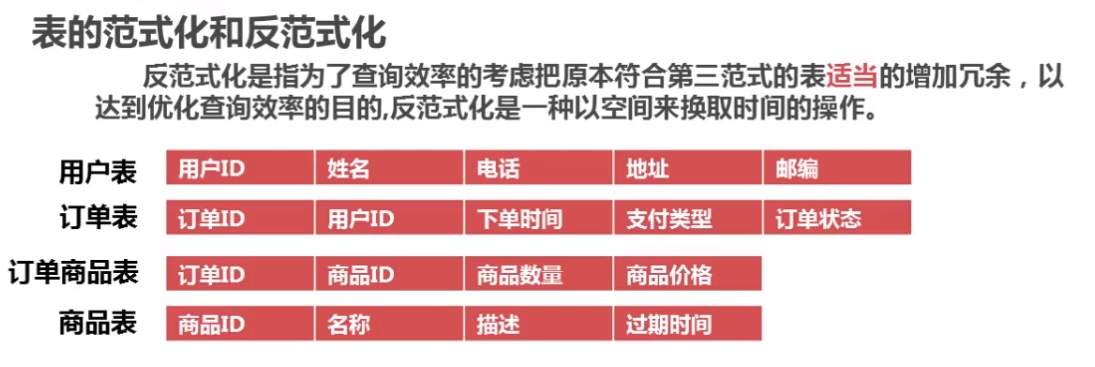 表的范式化和反范式化
反范式化是指为了查询效率的考虑把原本符合第三范式的表适当的增加冗余，以
达到优化查询效率的目的,反范式化是一种以空间来换取时间的操作。
用户表 用户ID 姓名 电话 地址 邮编
订单表 订单ID 用户ID 下单时间 支付类型 订单状态
订单商品表 订单ID 商品ID 商品数量 商品价格
商品表 商品ID 名称 描述 过期时间